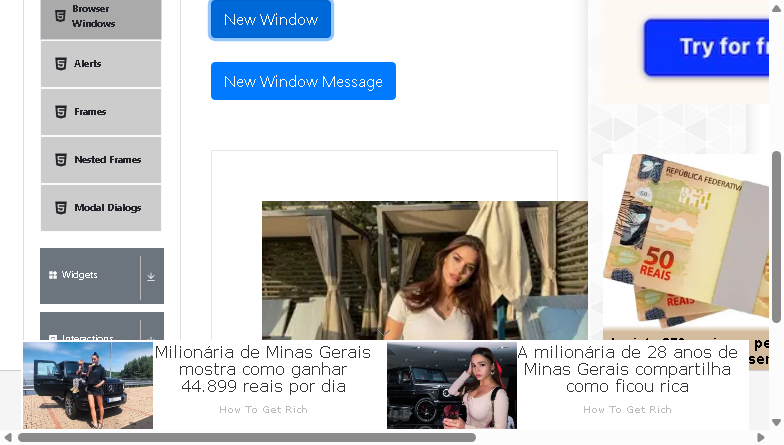 Browser
Windows
Alerts
Frames
Nested Frames
Modal Dialogs
Widgets
Interactions
New Window
New Window Message
Try for
REPÚBLICA FEDERATIVA
50
50
REAIS
Milionária de Minas Gerais
mostra como ganhar
44.899 reais por dia
How To Get Rich
A milionária de 28 anos de
Minas Gerais compartilha
como ficou rica
How To Get Rich